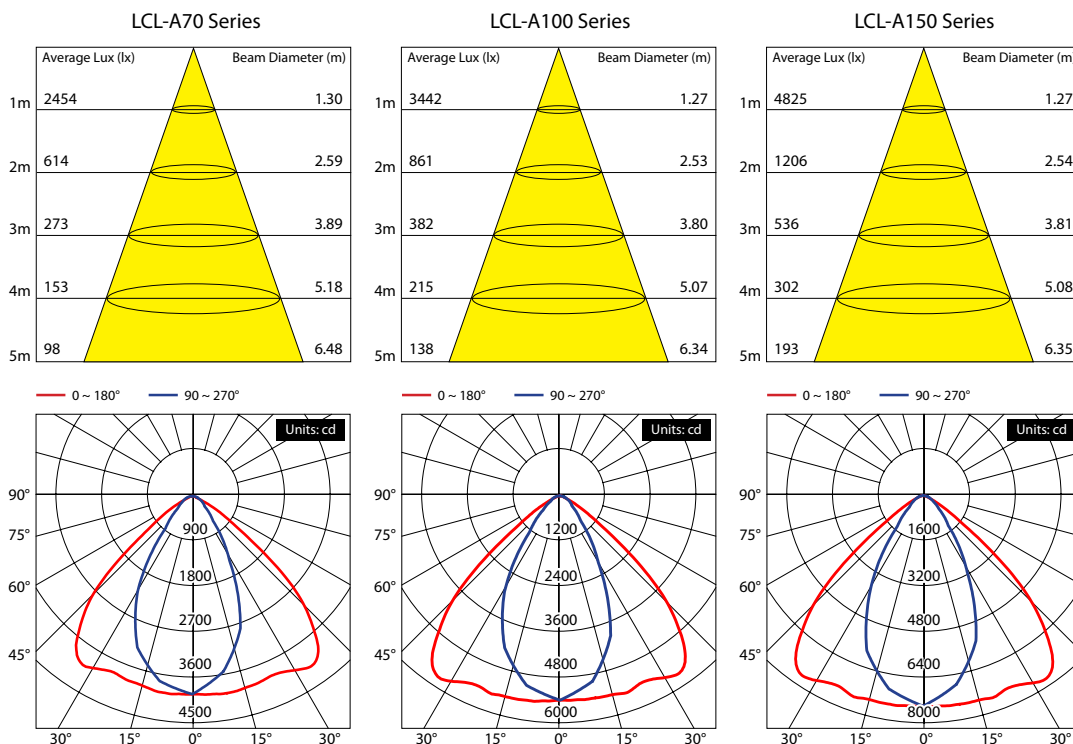 LCL-A70 Series
Average Lux (lx) Beam Diameter (m)
1m 2454 1.30
2m 614 2.59
3m 273 3.89
4m 153 5.18
5m 98 6.48
0 ~ 180° 90 ~ 270°
Units: cd
90°
75°
60°
45°
900
1800
2700
3600
4500
30° 15° 0° 15° 30°
LCL-A100 Series
Average Lux (lx) Beam Diameter (m)
1m 3442 1.27
2m 861 2.53
3m 382 3.80
4m 215 5.07
5m 138 6.34
0 ~ 180° 90 ~ 270°
Units: cd
90°
75°
60°
45°
1200
2400
3600
4800
6000
30° 15° 0° 15° 30°
LCL-A150 Series
Average Lux (lx) Beam Diameter (m)
1m 4825 1.27
2m 1206 2.54
3m 536 3.81
4m 302 5.08
5m 193 6.35
0 ~ 180° 90 ~ 270°
Units: cd
90°
75°
60°
45°
1600
3200
4800
6400
8000
30° 15° 0° 15° 30°